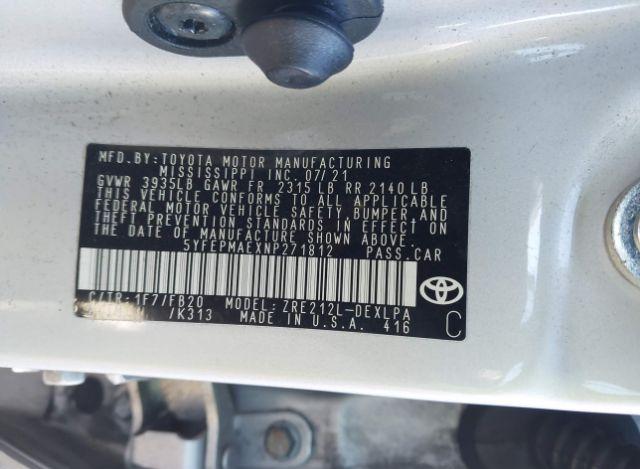 MFD. BY: TOYOTA MOTOR MANUFACTURING
MISSISSIPPI INC. 07/21
GVWR 3935LB GAWR FR 2315 LB RR 2140 LB
THIS VEHICLE CONFORMS TO ALL APPLICABLE
FEDERAL MOTOR VEHICLE SAFETY, BUMPER, AND
THEFT PREVENTION STANDARDS IN EFFECT ON
THE DATE OF MANUFACTURE SHOWN ABOVE.
5YFEPMAEXNP271812 PASS.CAR
C/TR: 1F7/FB20 MODEL: ZRE212L-DEXLPA
/K313 MADE IN U.S.A. 416
C